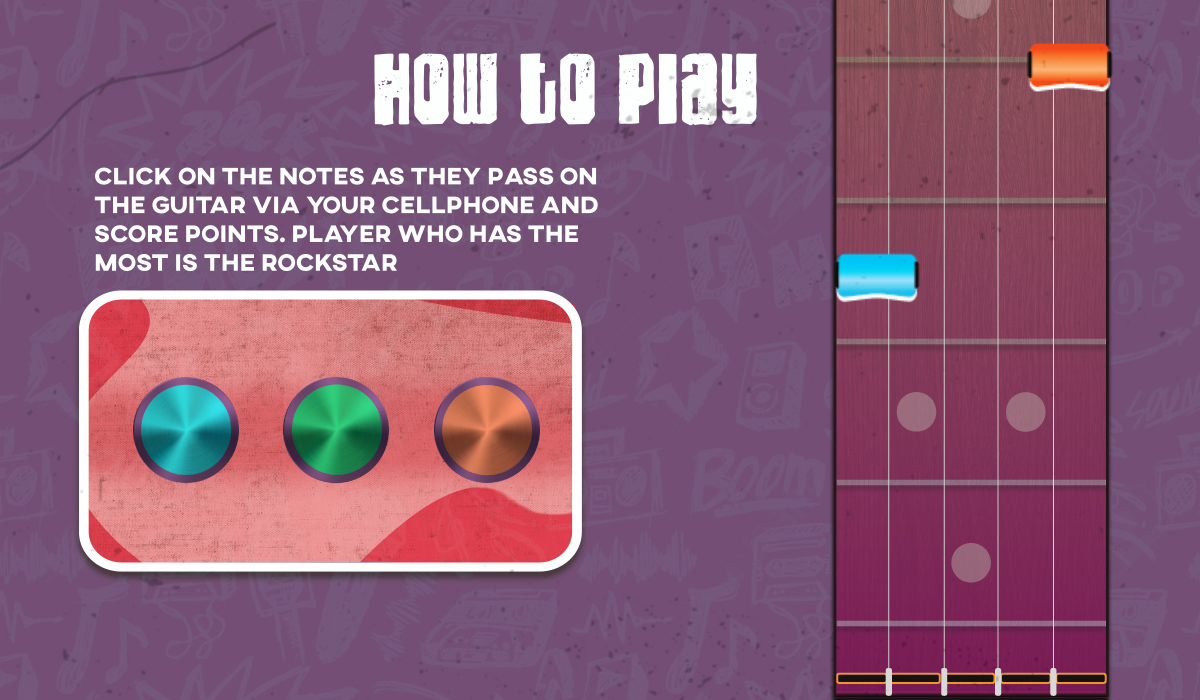 How to Play
CLICK ON THE NOTES AS THEY PASS ON
THE GUITAR VIA YOUR CELLPHONE AND
SCORE POINTS. PLAYER WHO HAS THE
MOST IS THE ROCKSTAR
BOOM